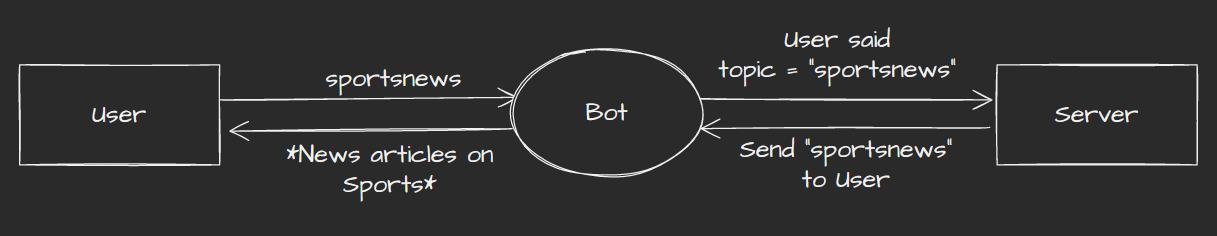 User said
topic = "sportsnews"
sportsnews
User
Bot
Server
*News articles on
Sports*
Send "sportsnews"
to User